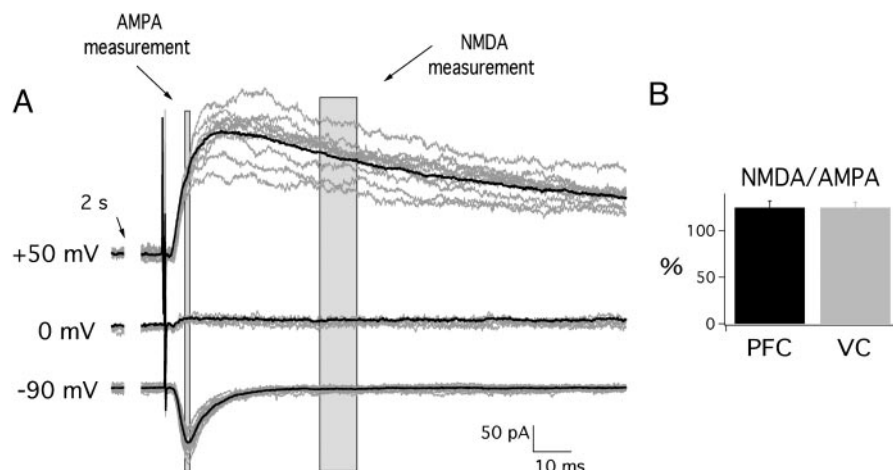 AMPA
measurement
NMDA
measurement
A
2 s
+50 mV
0 mV
-90 mV
50 pA
10 ms
B
NMDA/AMPA
100
%
50
0
PFC
VC